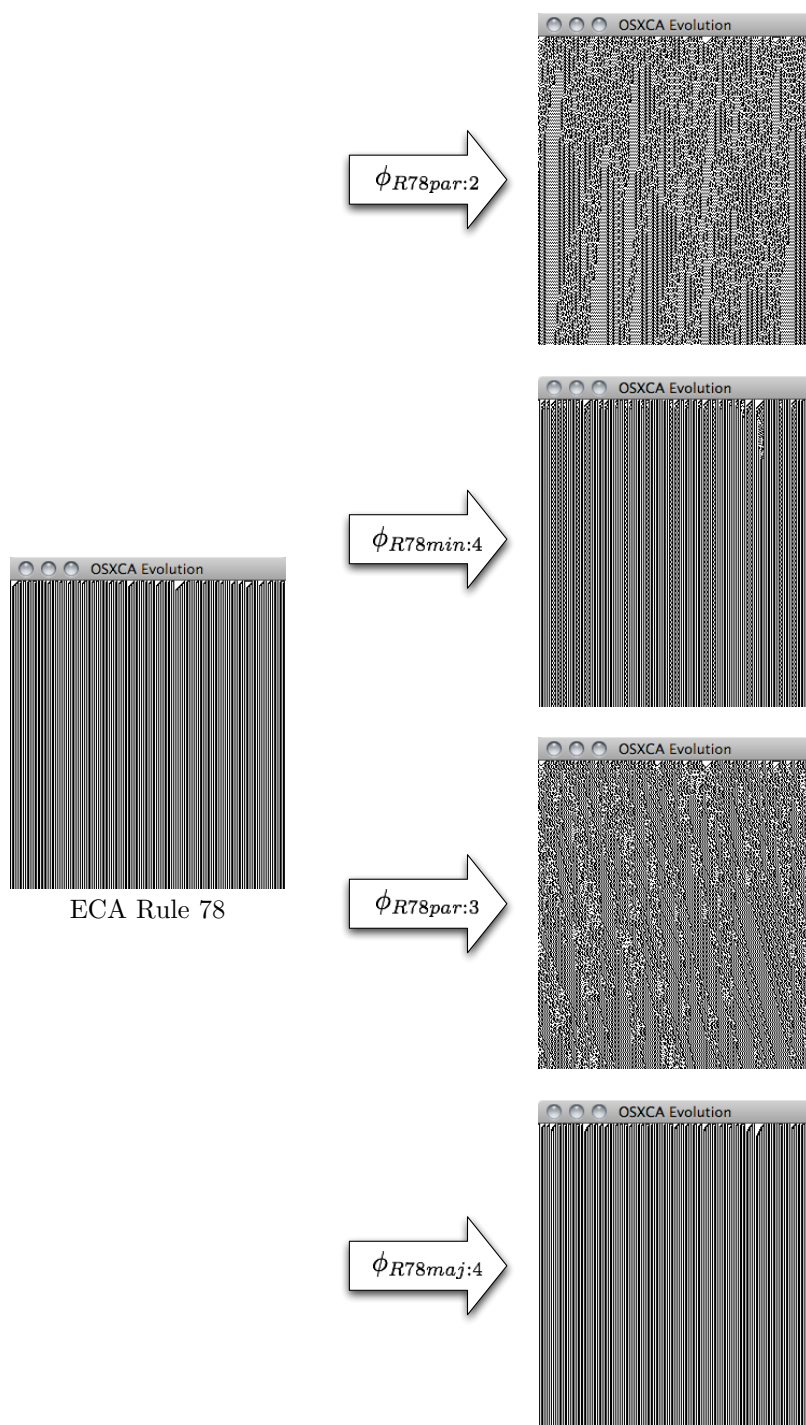 OSXCA Evolution
ϕR78par:2
OSXCA Evolution
ϕR78min:4
OSXCA Evolution
ECA Rule 78
OSXCA Evolution
ϕR78par:3
OSXCA Evolution
ϕR78maj:4